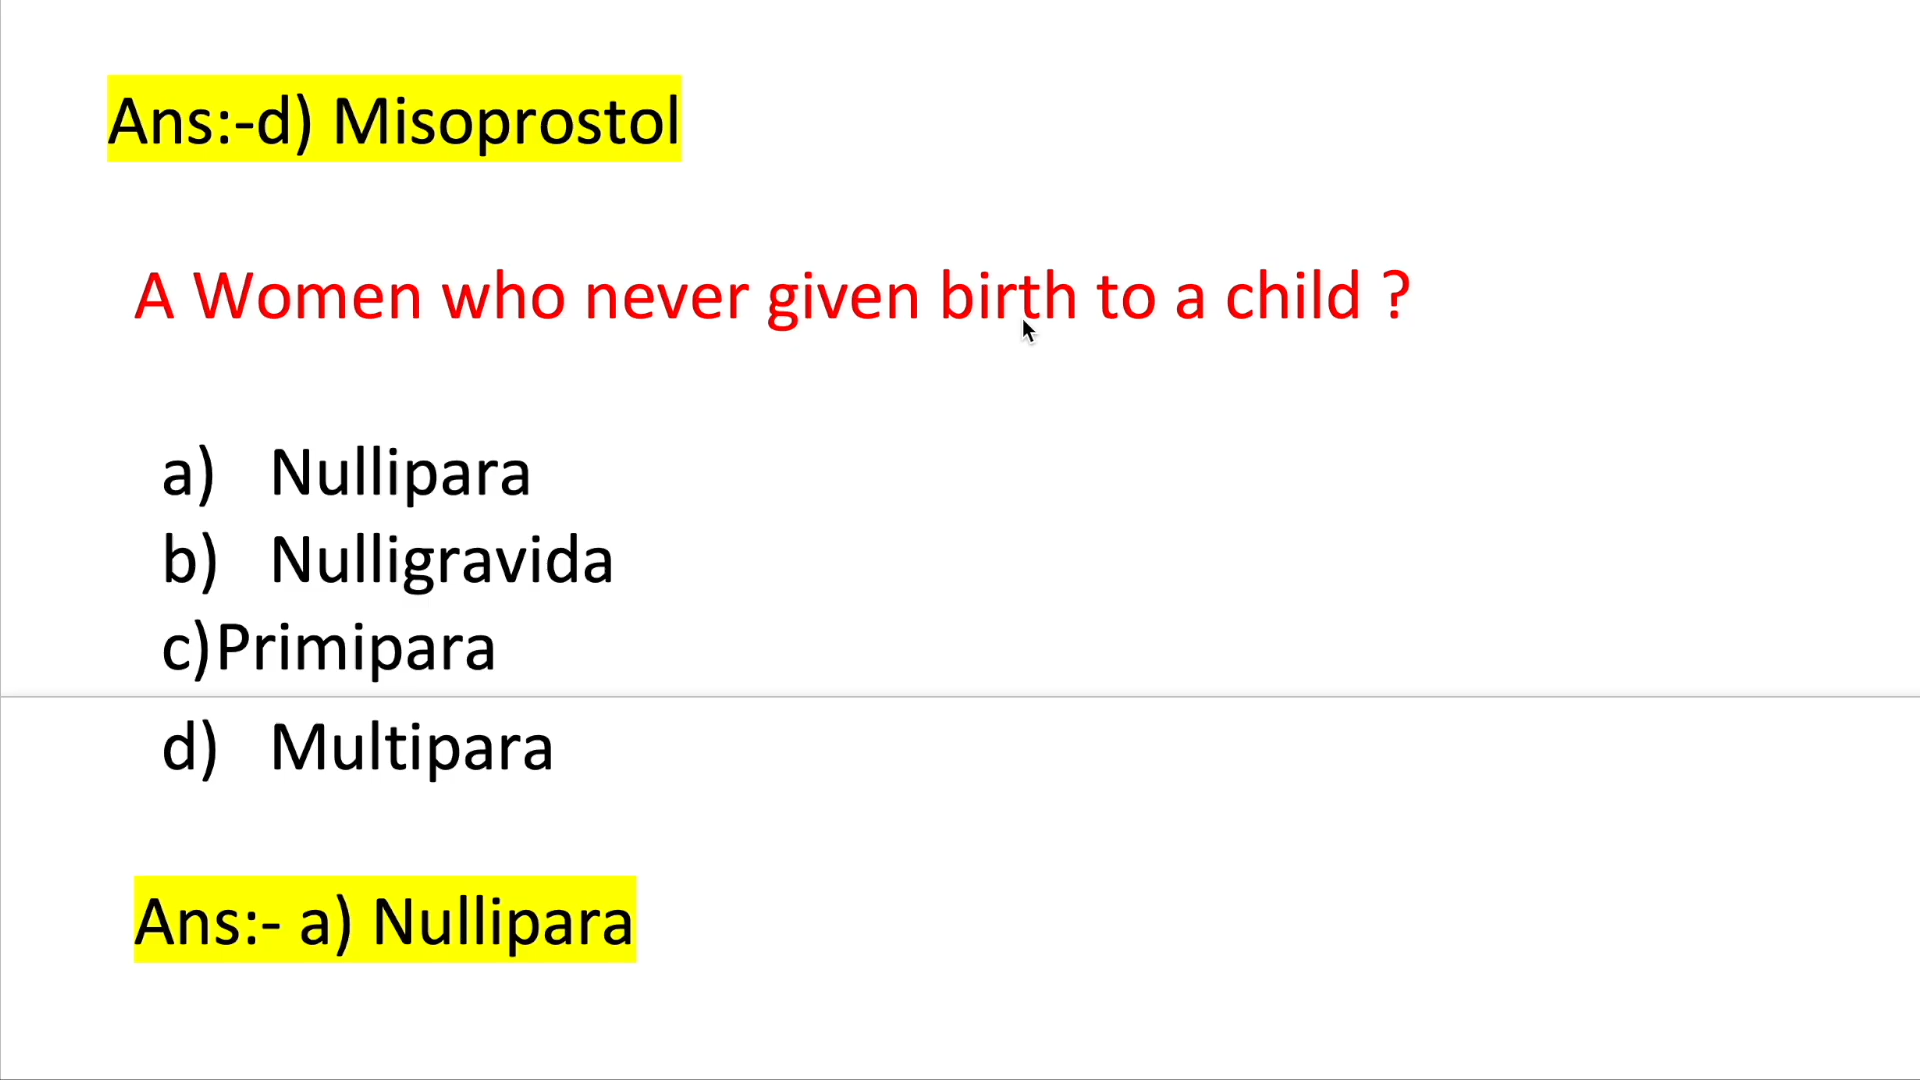 Ans:-d) Misoprostol
A Women who never given birth to a child ?
a) Nullipara
b) Nulligravida
c)Primipara
d) Multipara
Ans:- a) Nullipara